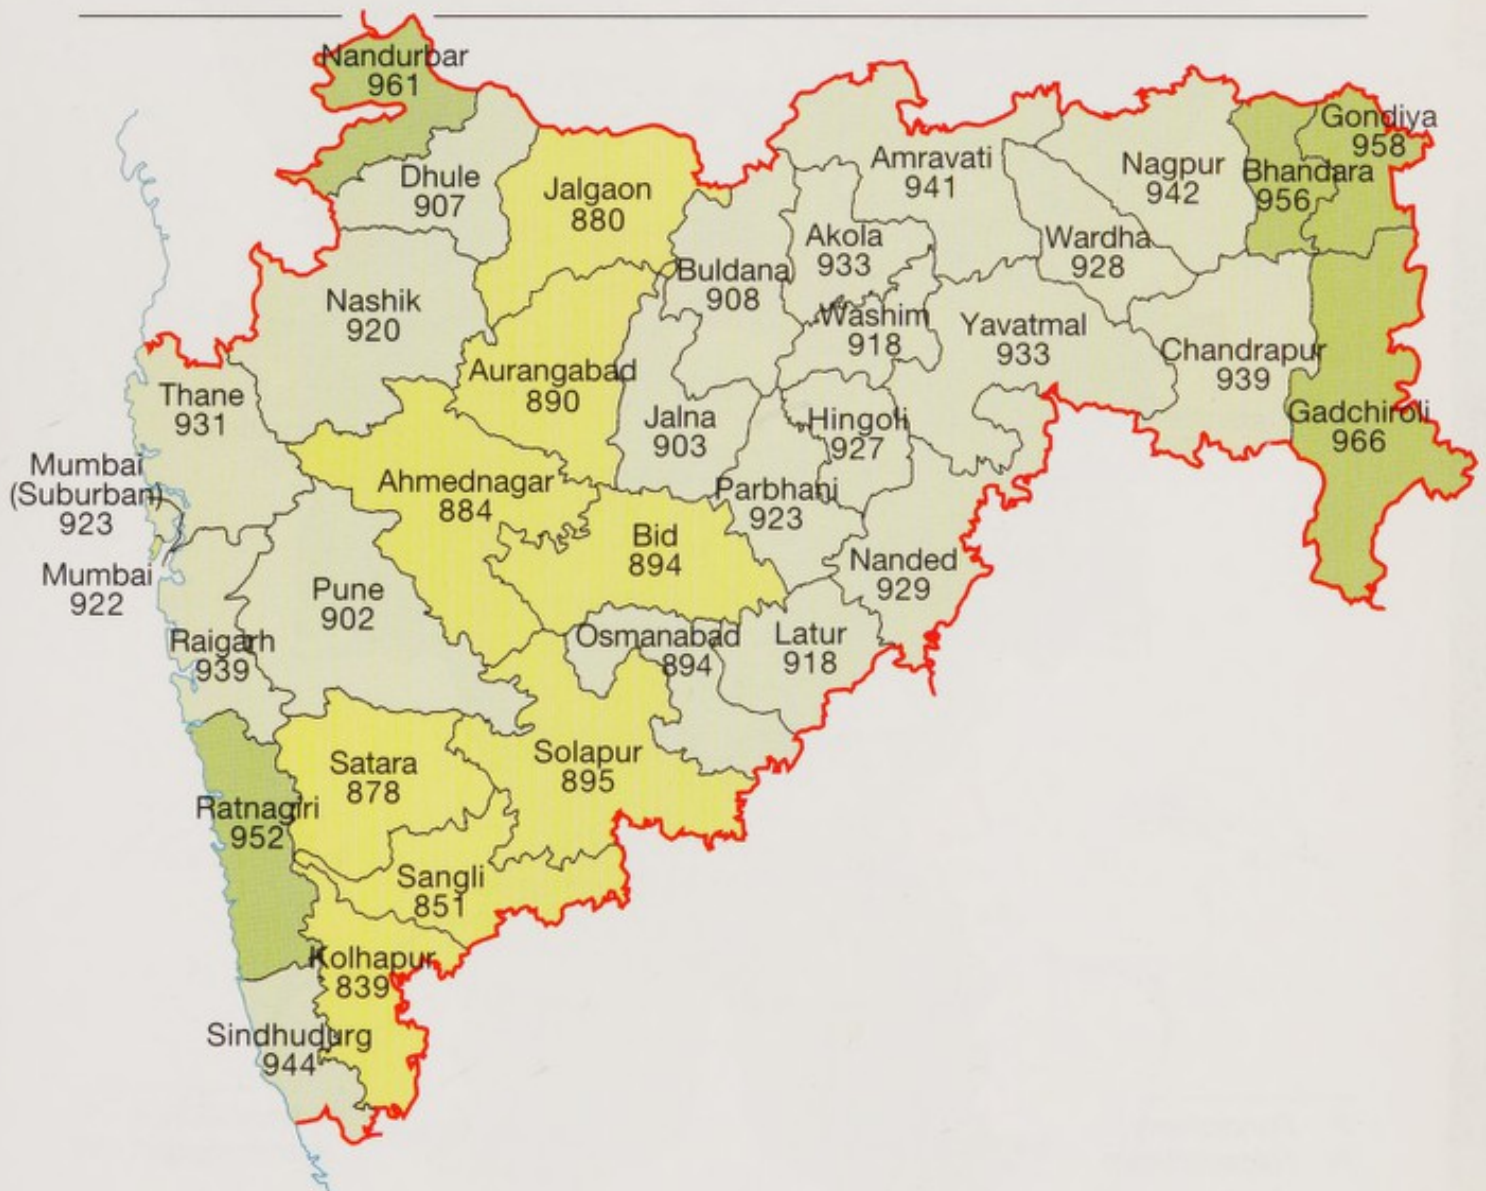 Nandurbar
961
Gondiya
958
Dhule
907
Jalgaon
880
Amravati
941
Nagpur
942
Bhandara
956
Akola
933
Wardha
928
Buldana
908
Nashik
920
Washim
918
Yavatmal
933
Chandrapur
939
Aurangabad
890
Thane
931
Jalna
903
Hingoli
927
Gadchiroli
966
Mumbai
(Suburban)
923
Ahmednagar
884
Parbhani
923
Bid
894
Nanded
929
Mumbai
922
Pune
902
Raigarh
939
Osmanabad
894
Latur
918
Satara
878
Solapur
895
Ratnagiri
952
Sangli
851
Kolhapur
839
Sindhudurg
944